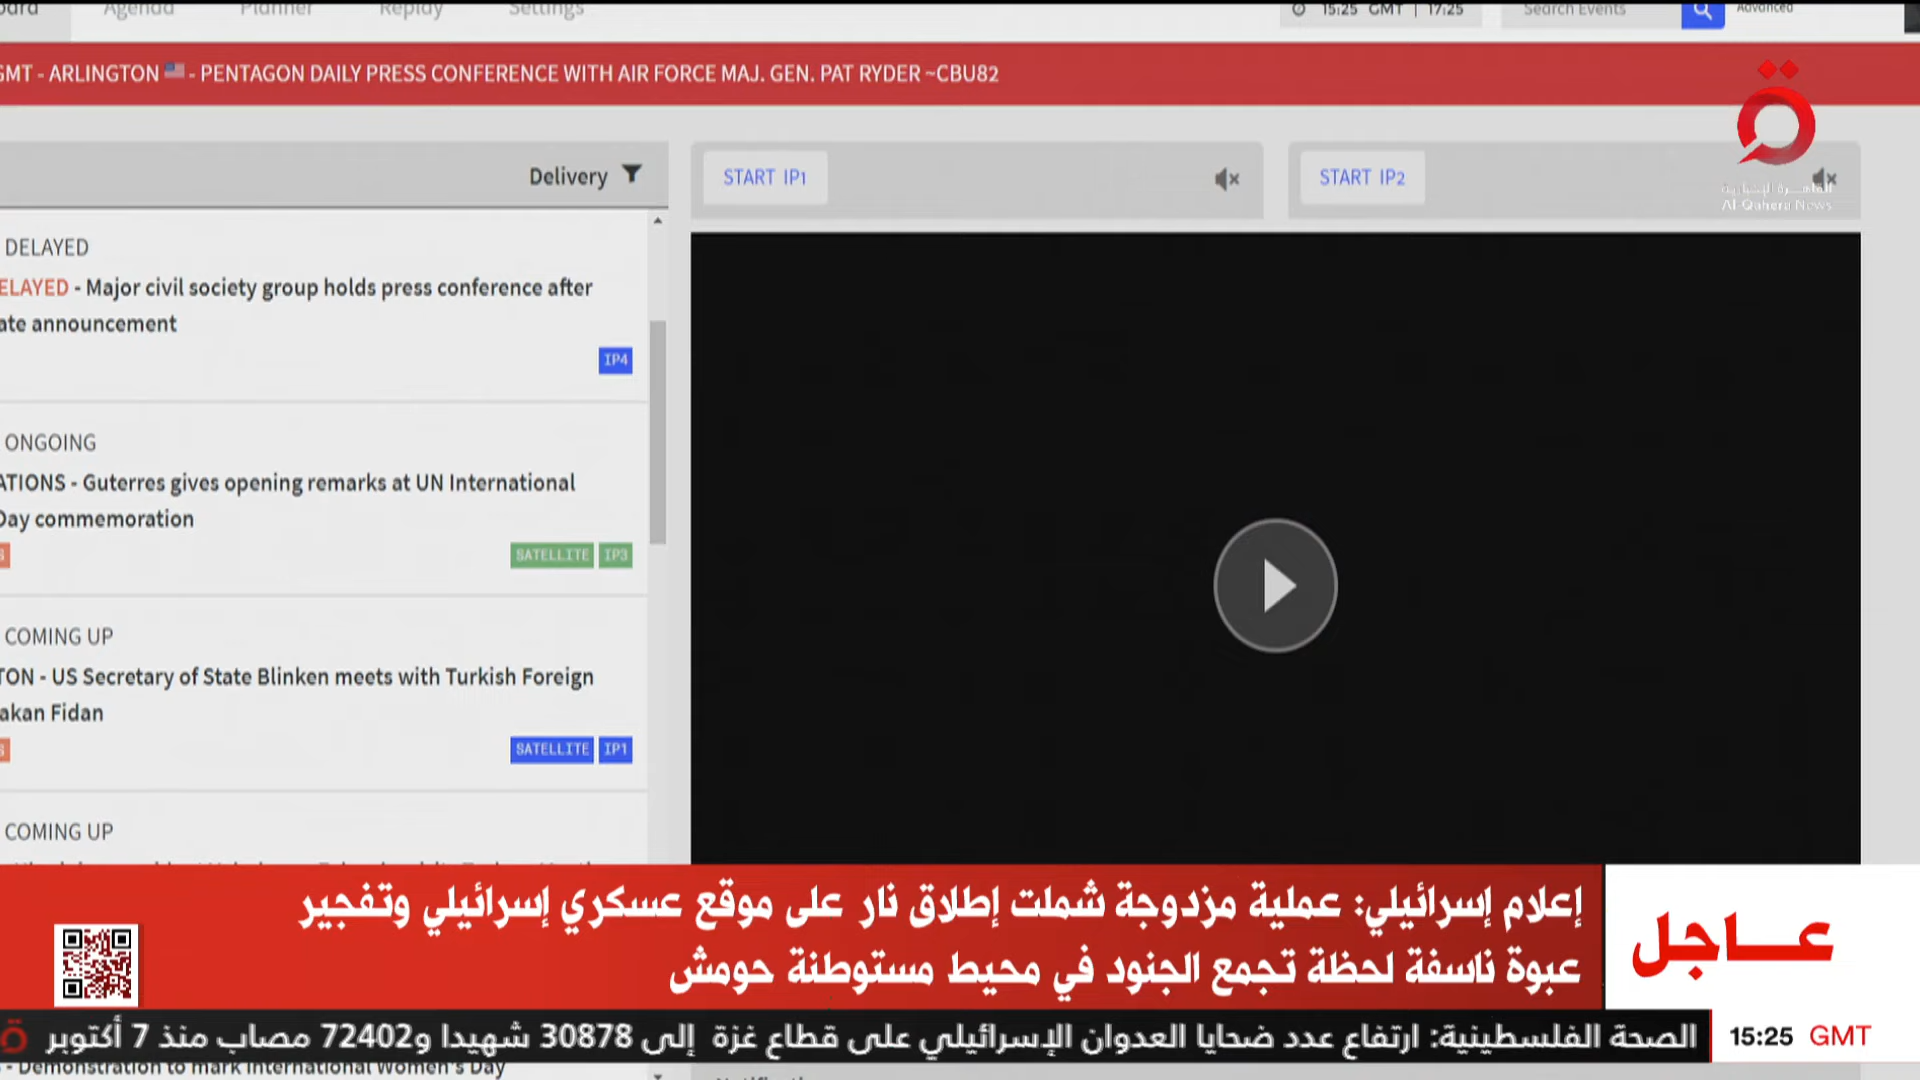 Agenda
Planner
Replay
Settings
15:25 GMT | 17:25
Search Events
Advanced
GMT - ARLINGTON - PENTAGON DAILY PRESS CONFERENCE WITH AIR FORCE MAJ. GEN. PAT RYDER ~CBU82
القاهرة الإخبارية
Al-Qahera News
Delivery
START IP1
START IP2
DELAYED
ELAYED - Major civil society group holds press conference after
ate announcement
IP4
ONGOING
ATIONS - Guterres gives opening remarks at UN International
Day commemoration
SATELLITE IP3
COMING UP
TON - US Secretary of State Blinken meets with Turkish Foreign
akan Fidan
SATELLITE IP1
COMING UP
عاجل
إعلام إسرائيلي: عملية مزدوجة شملت إطلاق نار على موقع عسكري إسرائيلي وتفجير
عبوة ناسفة لحظة تجمع الجنود في محيط مستوطنة حومش
الصحة الفلسطينية: ارتفاع عدد ضحايا العدوان الإسرائيلي على قطاع غزة إلى 30878 شهيدا و72402 مصاب منذ 7 أكتوبر
15:25 GMT
- Demonstration to mark International Women's Day